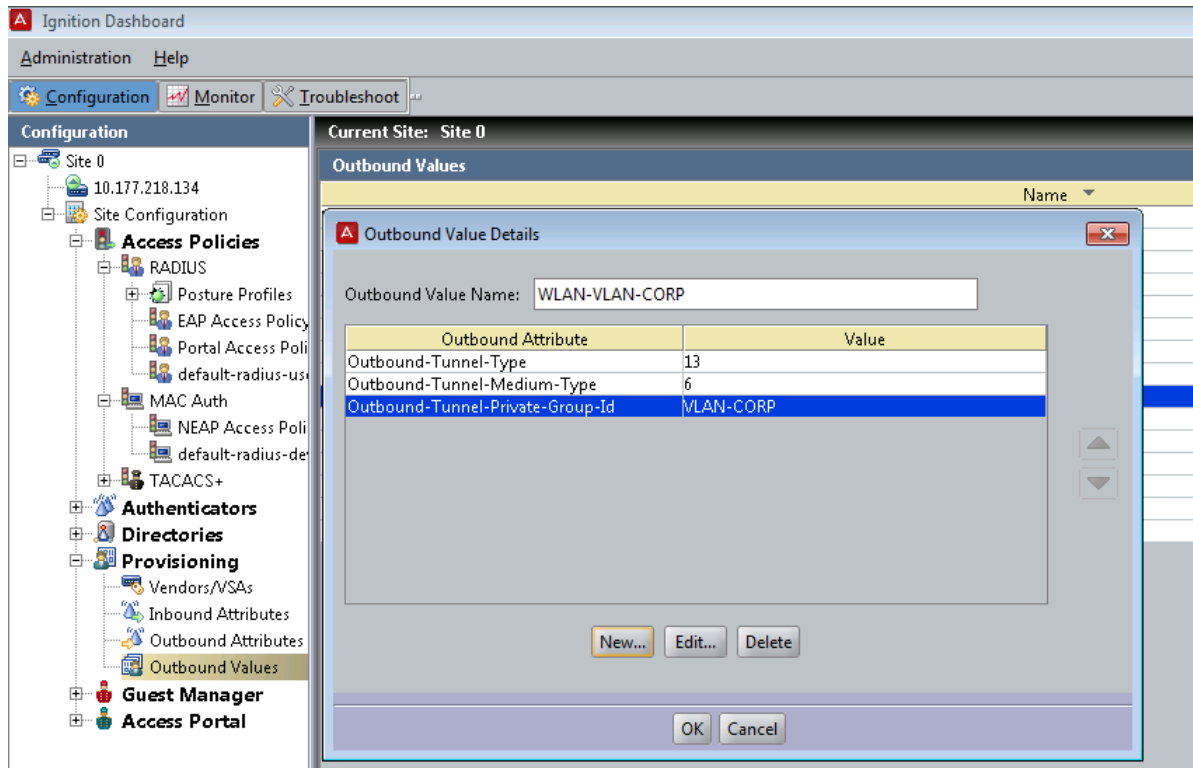 Ignition Dashboard
Administration Help
Configuration Monitor Troubleshoot
Configuration
Site 0
10.177.218.134
Site Configuration
Access Policies
RADIUS
Posture Profiles
EAP Access Policy
Portal Access Poli
default-radius-use
MAC Auth
NEAP Access Poli
default-radius-de
TACACS+
Authenticators
Directories
Provisioning
Vendors/VSAs
Inbound Attributes
Outbound Attributes
Outbound Values
Guest Manager
Access Portal
Current Site: Site 0
Outbound Values
Name
Outbound Value Details
Outbound Value Name: WLAN-VLAN-CORP
Outbound Attribute Value
Outbound-Tunnel-Type 13
Outbound-Tunnel-Medium-Type 6
Outbound-Tunnel-Private-Group-Id VLAN-CORP
New... Edit... Delete
OK Cancel